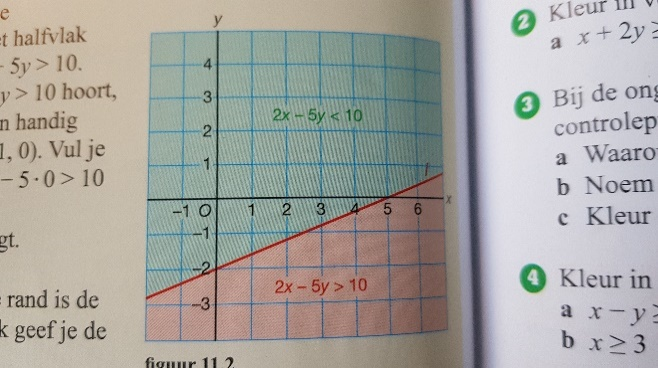 e
t halfvlak
- 5y > 10.
y > 10 hoort,
n handig
1, 0). Vul je
− 5 · 0 > 10
gt.
rand is de
k geef je de
y
4
3
2x − 5y < 10
2
1
l
x
−1 O 1 2 3 4 5 6
−1
−2
2x − 5y > 10
−3
figuur 11.2
2 Kleur in
a x + 2y ≥
3 Bij de ong
controlep
a Waaro
b Noem
c Kleur
4 Kleur in
a x − y ≥
b x ≥ 3